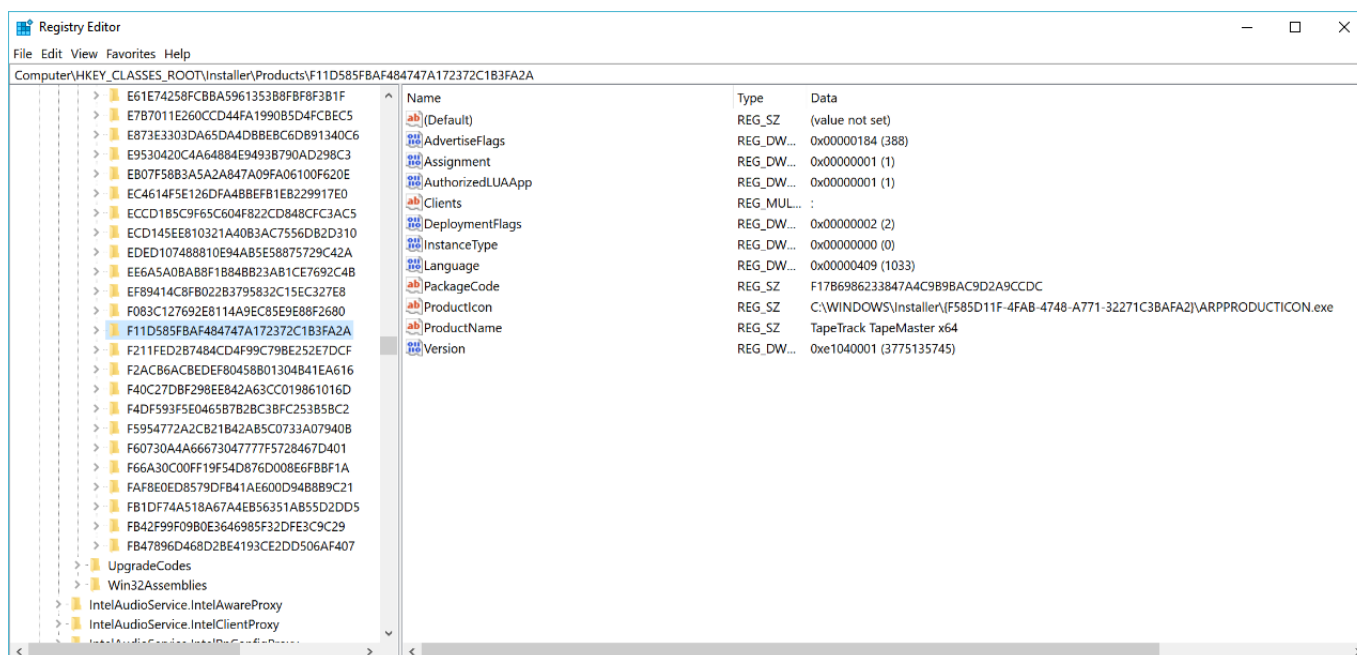 Registry Editor
File Edit View Favorites Help
Computer\HKEY_CLASSES_ROOT\Installer\Products\F11D585FBAF484747A172372C1B3FA2A
E61E74258FCBBA5961353B8FBF8F3B1F
E7B7011E260CCD44FA1990B5D4FCBEC5
E873E3303DA65DA4DBBEBC6DB91340C6
E9530420C4A64884E9493B790AD298C3
EB07F58B3A5A2A847A09FA06100F620E
EC4614F5E126DFA4BBEFB1EB229917E0
ECCD1B5C9F65C604F822CD848CFC3AC5
ECD145EE810321A40B3AC7556DB2D310
EDED107488810E94AB5E58875729C42A
EE6A5A0BAB8F1B84BB23AB1CE7692C4B
EF89414C8FB022B3795832C15EC327E8
F083C127692E8114A9EC85E9E88F2680
F11D585FBAF484747A172372C1B3FA2A
F211FED2B7484CD4F99C79BE252E7DCF
F2ACB6ACBEDEF80458B01304B41EA616
F40C27DBF298EE842A63CC019861016D
F4DF593F5E0465B7B2BC3BFC253B5BC2
F5954772A2CB21B42AB5C0733A07940B
F60730A4A66673047777F5728467D401
F66A30C00FF19F54D876D008E6FBBF1A
FAF8E0ED8579DFB41AE600D94B8B9C21
FB1DF74A518A67A4EB56351AB55D2DD5
FB42F99F09B0E3646985F32DFE3C9C29
FB47896D468D2BE4193CE2DD506AF407
UpgradeCodes
Win32Assemblies
IntelAudioService.IntelAwareProxy
IntelAudioService.IntelClientProxy
Name Type Data
(Default) REG_SZ (value not set)
AdvertiseFlags REG_DW... 0x00000184 (388)
Assignment REG_DW... 0x00000001 (1)
AuthorizedLUAApp REG_DW... 0x00000001 (1)
Clients REG_MUL... :
DeploymentFlags REG_DW... 0x00000002 (2)
InstanceType REG_DW... 0x00000000 (0)
Language REG_DW... 0x00000409 (1033)
PackageCode REG_SZ F17B6986233847A4C9B9BAC9D2A9CCDC
ProductIcon REG_SZ C:\WINDOWS\Installer\{F585D11F-4FAB-4748-A771-32271C3BAFA2}\ARPPRODUCTICON.exe
ProductName REG_SZ TapeTrack TapeMaster x64
Version REG_DW... 0xe1040001 (3775135745)